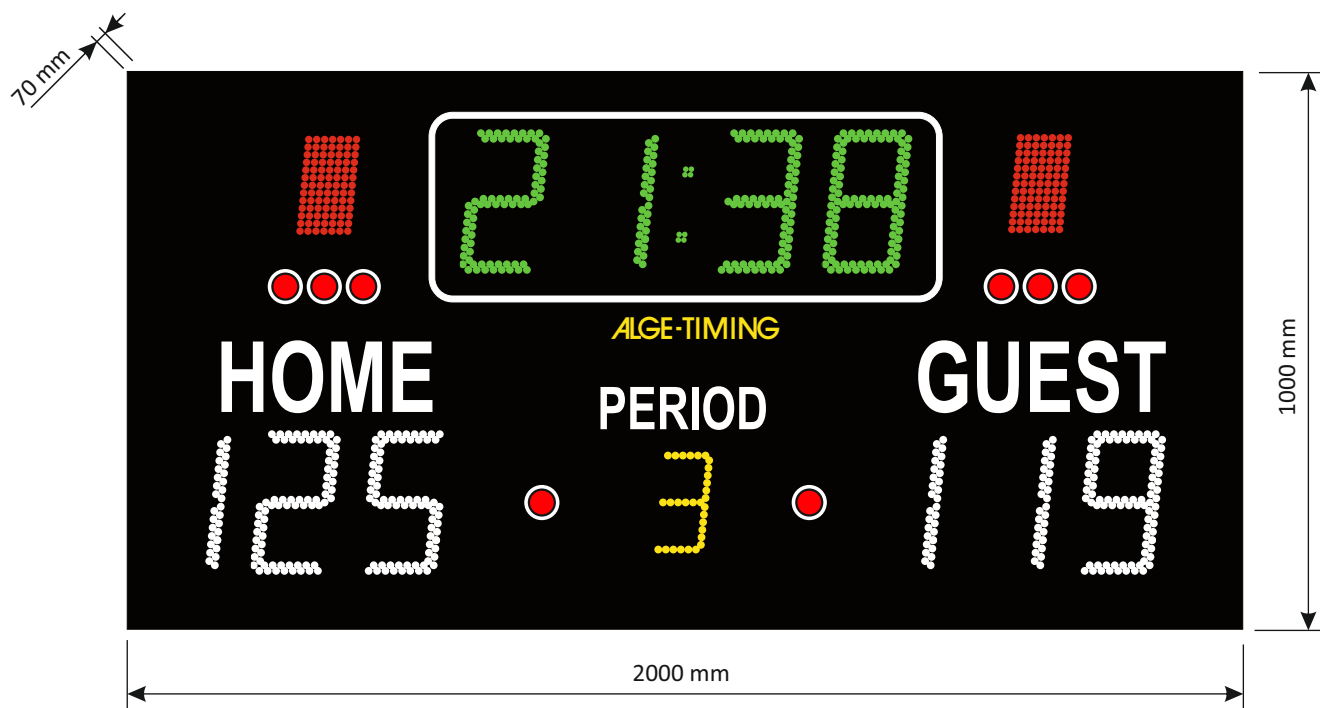 70 mm
21:38
ALGE-TIMING
HOME
PERIOD
GUEST
125
3
119
1000 mm
2000 mm